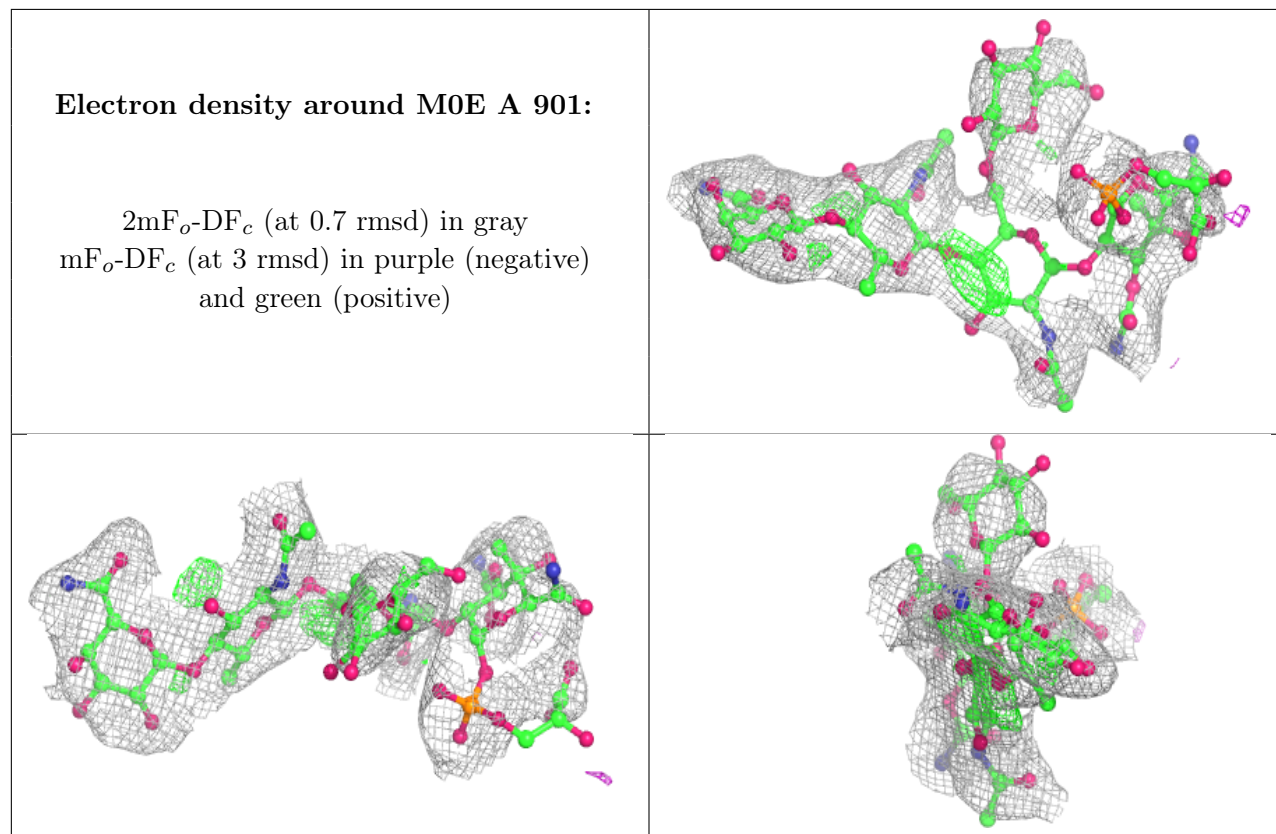 Electron density around M0E A 901:
2mFo-DFc (at 0.7 rmsd) in gray
mFo-DFc (at 3 rmsd) in purple (negative)
and green (positive)